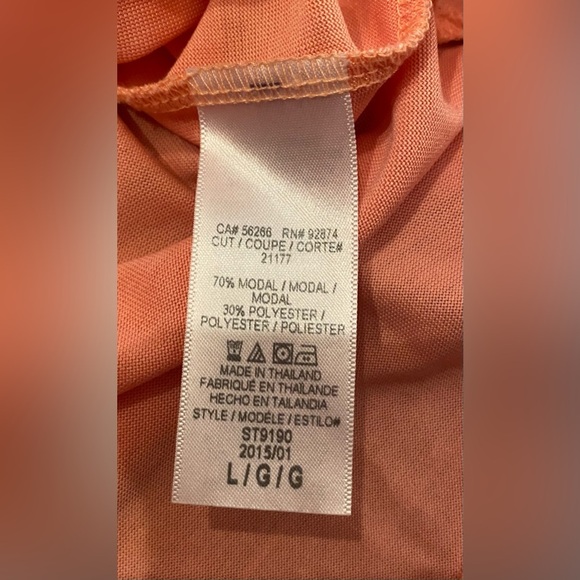 CA# 56266 RN# 92874
CUT / COUPE / CORTE#
21177
70% MODAL / MODAL /
MODAL
30% POLYESTER /
POLYESTER / POLIESTER
MADE IN THAILAND
FABRIQUÉ EN THAÏLANDE
HECHO EN TAILANDIA
STYLE / MODÈLE / ESTILO#
ST9190
2015/01
L / G / G